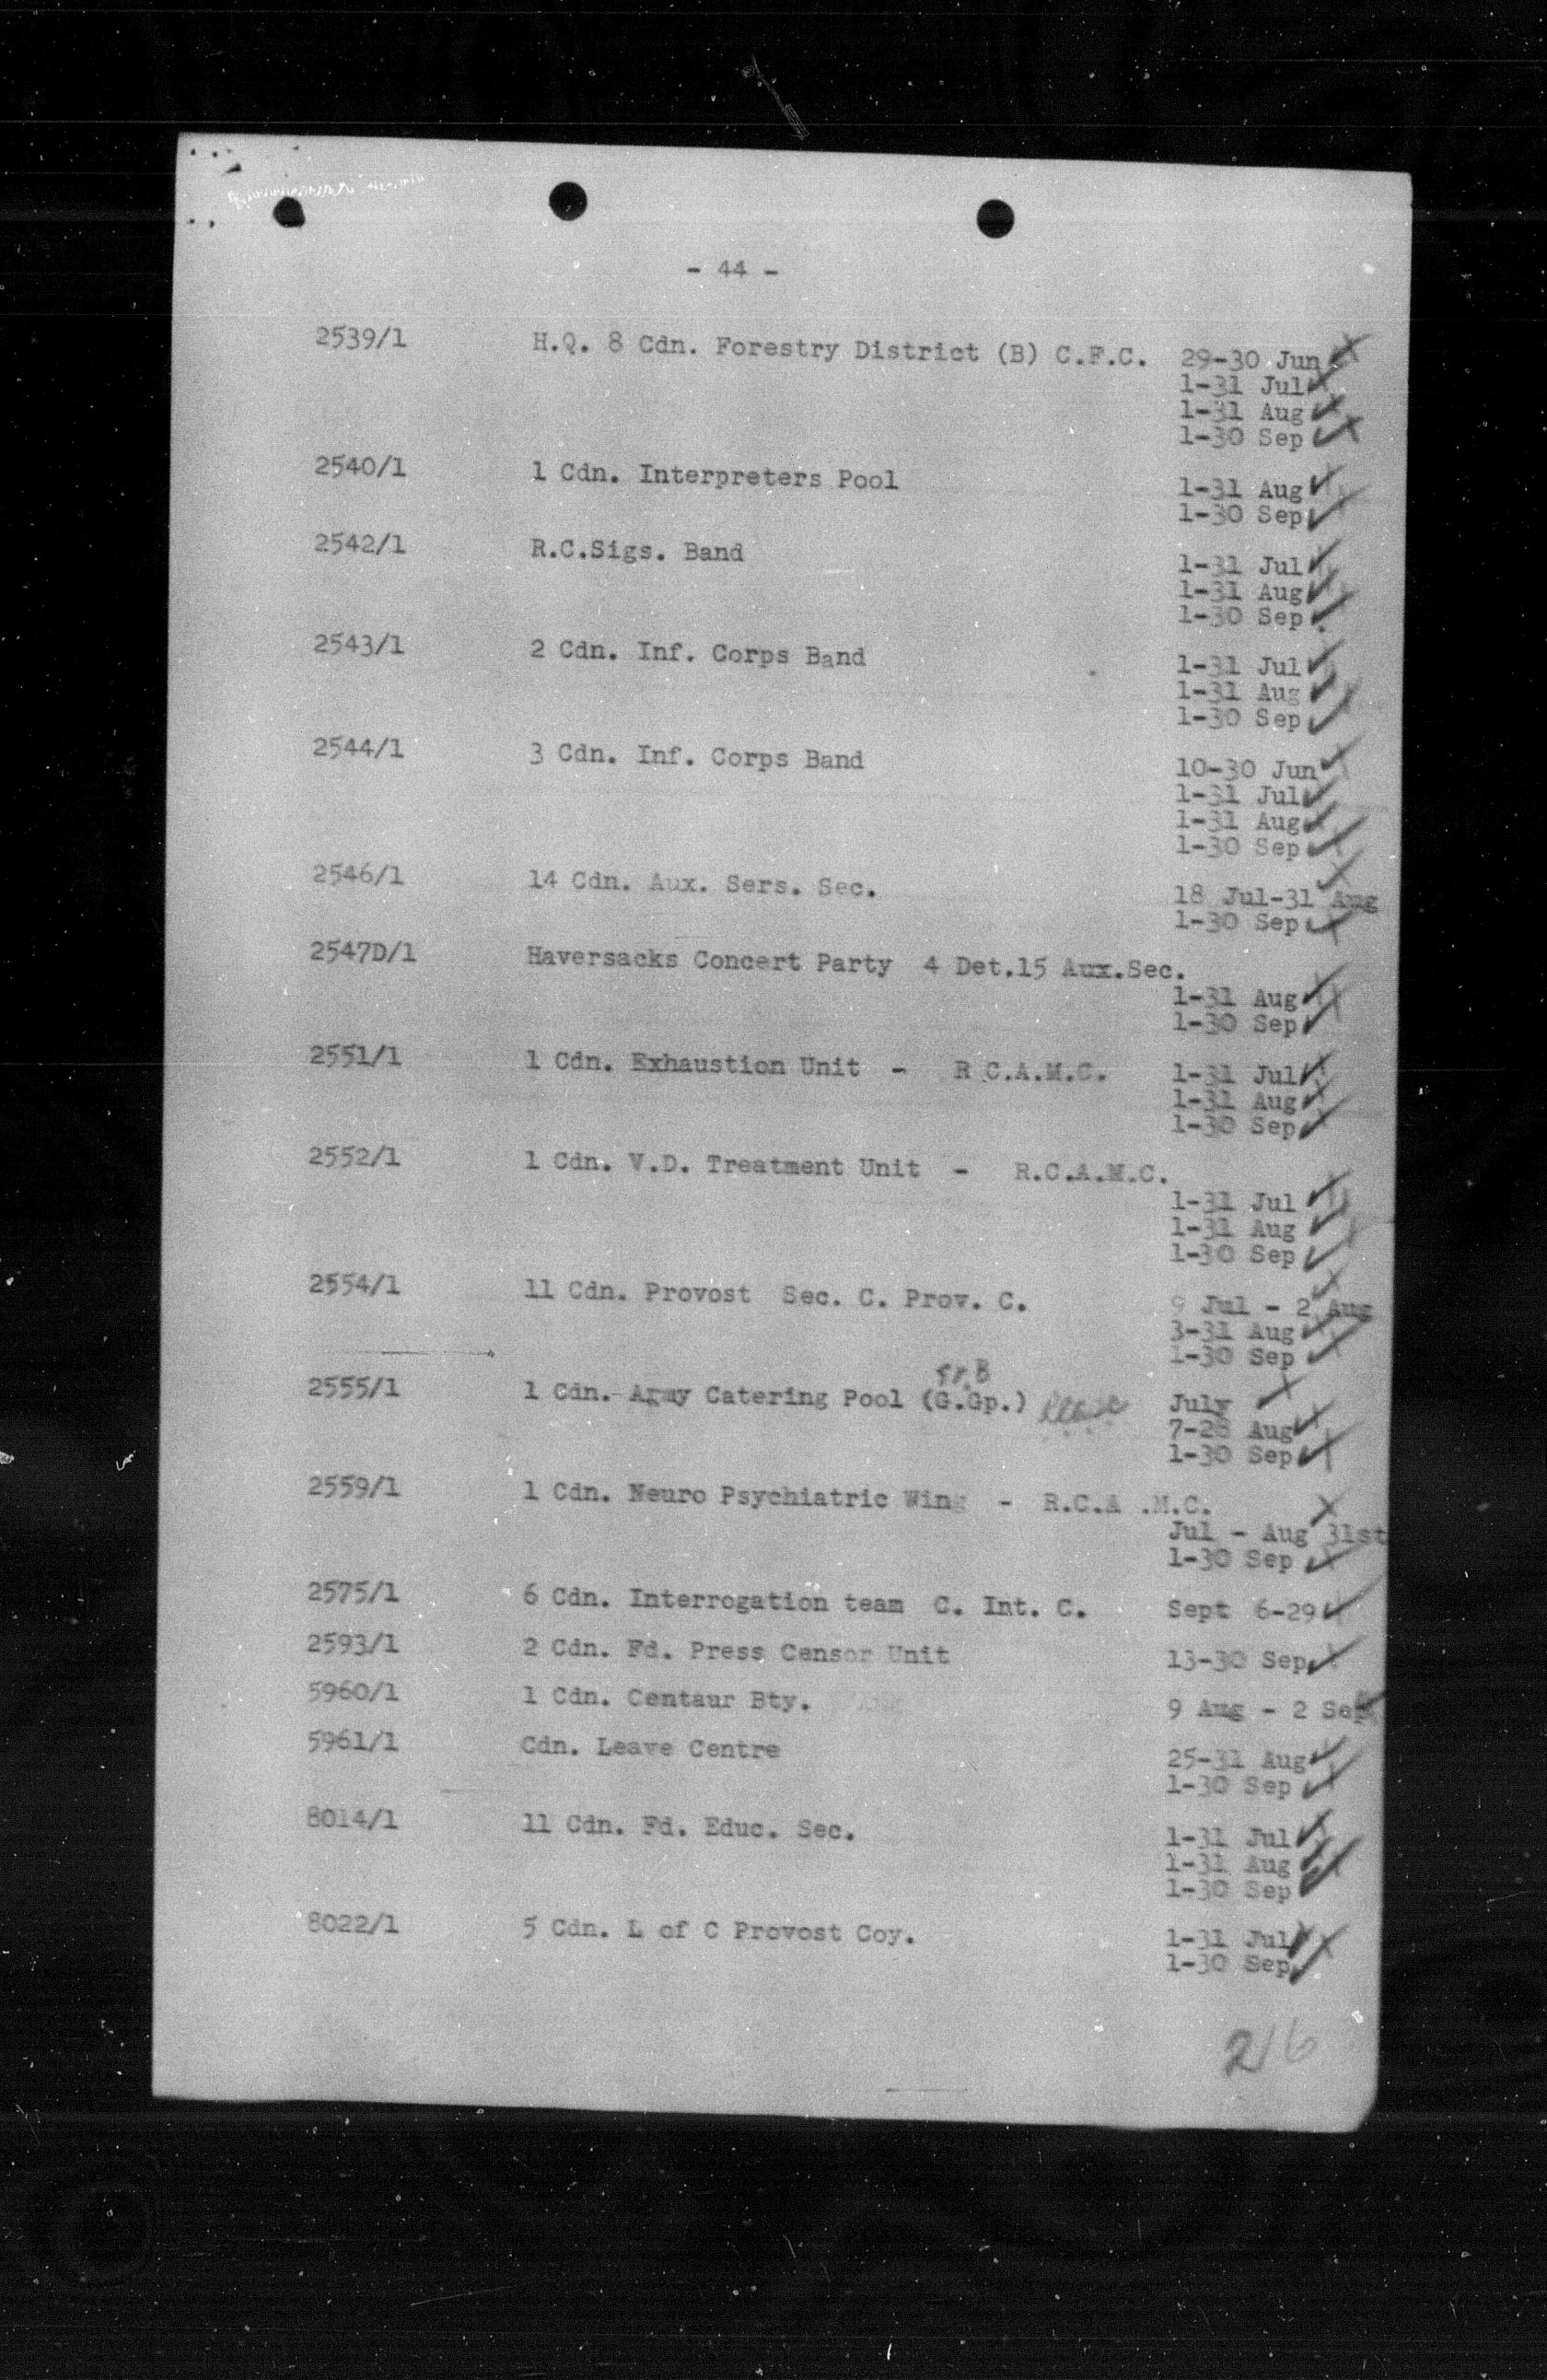 - 44 -
2539/1 H.Q. 8 Cdn. Forestry District (B) C.F.C. 29-30 Jun
1-31 Jul
1-31 Aug
1-30 Sep
2540/1 1 Cdn. Interpreters Pool 1-31 Aug
1-30 Sep
2542/1 R.C.Sigs. Band 1-31 Jul
1-31 Aug
1-30 Sep
2543/1 2 Cdn. Inf. Corps Band 1-31 Jul
1-31 Aug
1-30 Sep
2544/1 3 Cdn. Inf. Corps Band 10-30 Jun
1-31 Jul
1-31 Aug
1-30 Sep
2546/1 14 Cdn. Aux. Sers. Sec. 18 Jul-31 Aug
1-30 Sep
2547D/1 Haversacks Concert Party 4 Det.15 Aux.Sec.
1-31 Aug
1-30 Sep
2551/1 1 Cdn. Exhaustion Unit - R.C.A.M.C. 1-31 Jul
1-31 Aug
1-30 Sep
2552/1 1 Cdn. V.D. Treatment Unit - R.C.A.M.C.
1-31 Jul
1-31 Aug
1-30 Sep
2554/1 11 Cdn. Provost Sec. C. Prov. C. 9 Jul - 2 Aug
3-31 Aug
1-30 Sep
2555/1 1 Cdn. Army Catering Pool (G.Gp.) July
7-28 Aug
1-30 Sep
2559/1 1 Cdn. Neuro Psychiatric Wing - R.C.A .M.C.
Jul - Aug 31st
1-30 Sep
2575/1 6 Cdn. Interrogation team C. Int. C. Sept 6-29
2593/1 2 Cdn. Fd. Press Censor Unit 13-30 Sep
5960/1 1 Cdn. Centaur Bty. 9 Aug - 2 Sep
5961/1 Cdn. Leave Centre 25-31 Aug
1-30 Sep
8014/1 11 Cdn. Fd. Educ. Sec. 1-31 Jul
1-31 Aug
1-30 Sep
8022/1 5 Cdn. L of C Provost Coy. 1-31 Jul
1-30 Sep
216